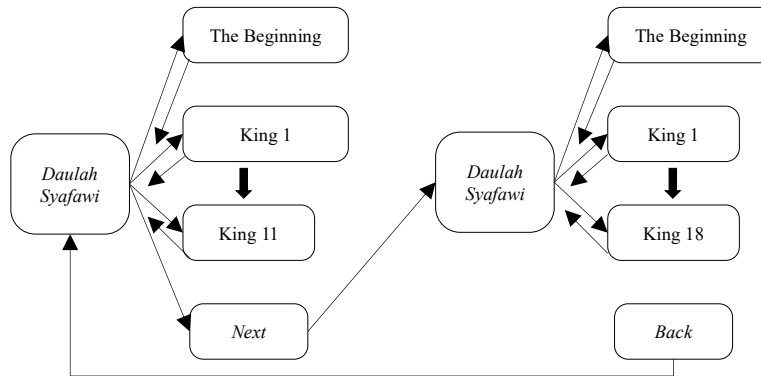 The Beginning
King 1
Daulah
Syafawi
King 11
Next
The Beginning
King 1
Daulah
Syafawi
King 18
Back